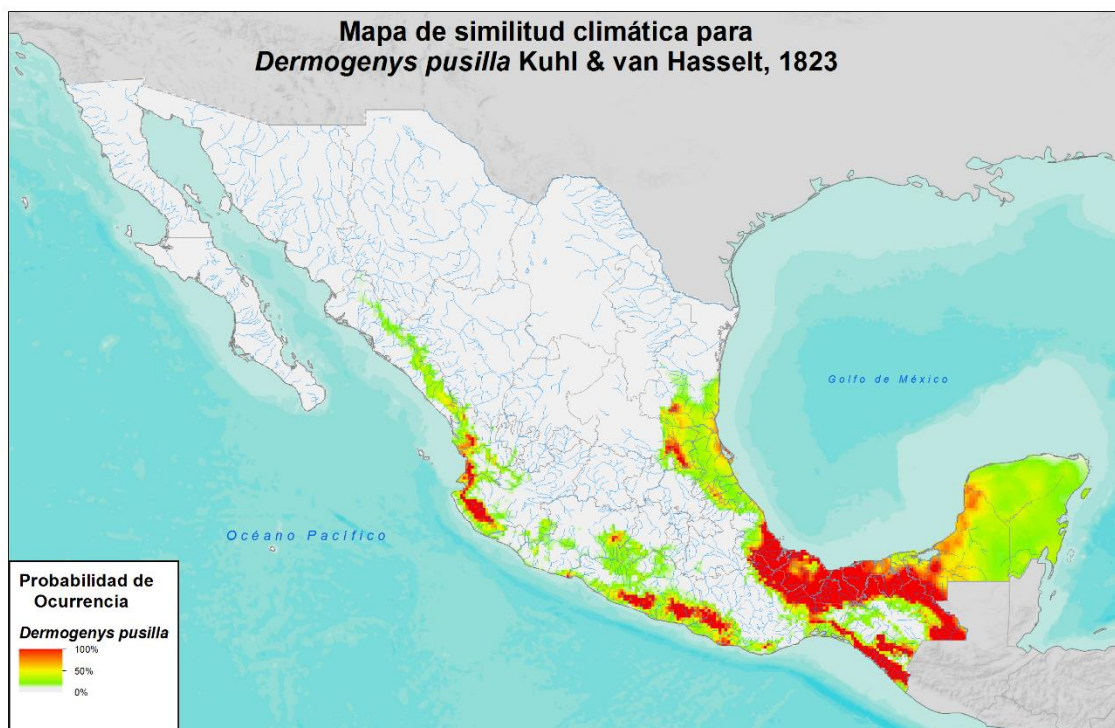 Mapa de similitud climática para
Dermogenys pusilla Kuhl & van Hasselt, 1823
Golfo de México
Océano Pacífico
Probabilidad de
Ocurrencia
Dermogenys pusilla
100%
50%
0%